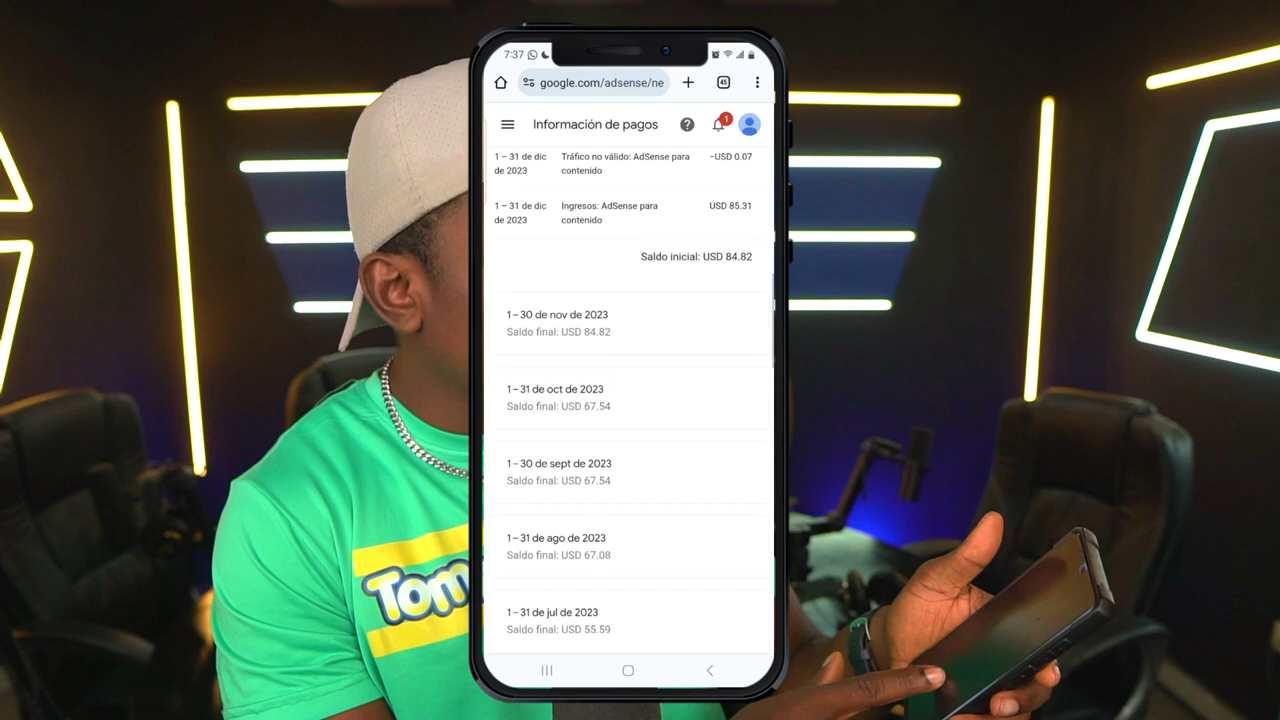 7:37
google.com/adsense/ne
45
Información de pagos
1
1 – 31 de dic de 2023
Tráfico no válido: AdSense para contenido
−USD 0.07
1 – 31 de dic de 2023
Ingresos: AdSense para contenido
USD 85.31
Saldo inicial: USD 84.82
1 – 30 de nov de 2023
Saldo final: USD 84.82
1 – 31 de oct de 2023
Saldo final: USD 67.54
1 – 30 de sept de 2023
Saldo final: USD 67.54
1 – 31 de ago de 2023
Saldo final: USD 67.08
1 – 31 de jul de 2023
Saldo final: USD 55.59
Tom